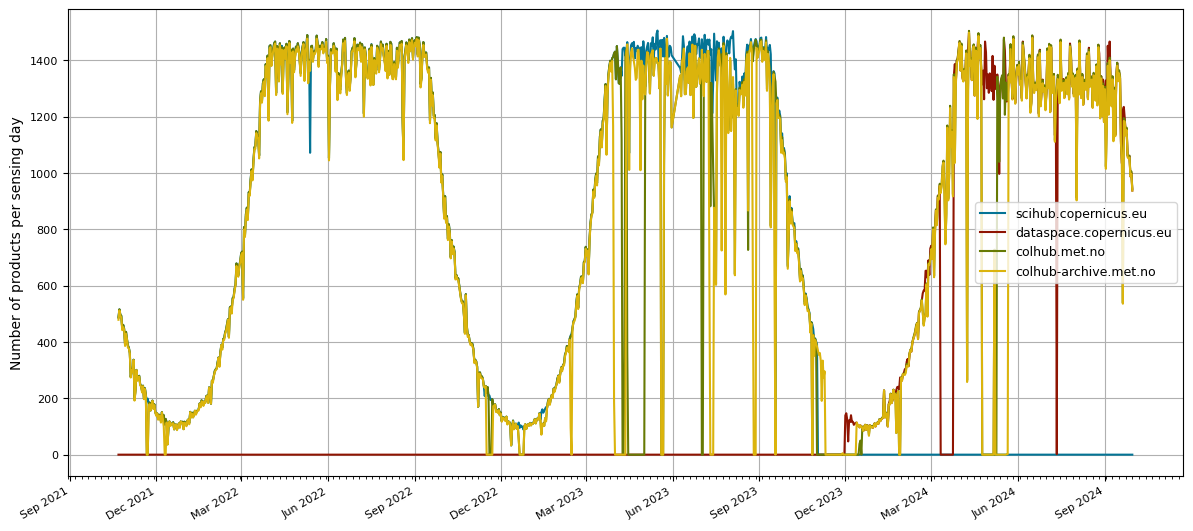 Number of products per sensing day
1400
1200
1000
800
600
400
200
0
scihub.copernicus.eu
dataspace.copernicus.eu
colhub.met.no
colhub-archive.met.no
Sep 2021
Dec 2021
Mar 2022
Jun 2022
Sep 2022
Dec 2022
Mar 2023
Jun 2023
Sep 2023
Dec 2023
Mar 2024
Jun 2024
Sep 2024